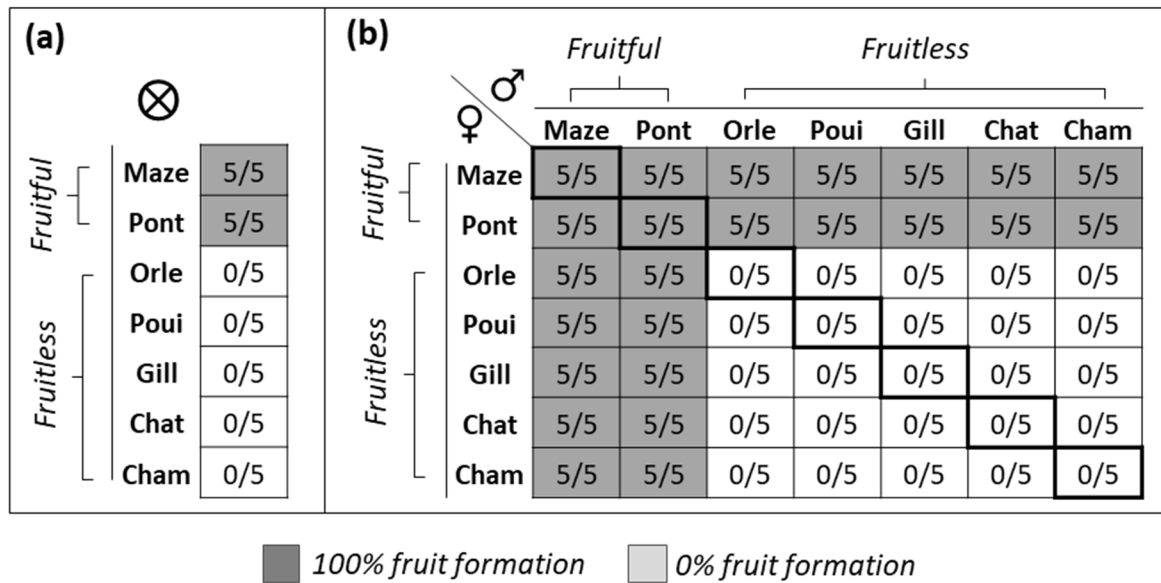 (a)
⊗
Fruitful
Maze 5/5
Pont 5/5
Fruitless
Orle 0/5
Poui 0/5
Gill 0/5
Chat 0/5
Cham 0/5
(b)
Fruitful Fruitless
♀ ♂
Maze Pont Orle Poui Gill Chat Cham
Fruitful
Maze 5/5 5/5 5/5 5/5 5/5 5/5 5/5
Pont 5/5 5/5 5/5 5/5 5/5 5/5 5/5
Fruitless
Orle 5/5 5/5 0/5 0/5 0/5 0/5 0/5
Poui 5/5 5/5 0/5 0/5 0/5 0/5 0/5
Gill 5/5 5/5 0/5 0/5 0/5 0/5 0/5
Chat 5/5 5/5 0/5 0/5 0/5 0/5 0/5
Cham 5/5 5/5 0/5 0/5 0/5 0/5 0/5
100% fruit formation 0% fruit formation